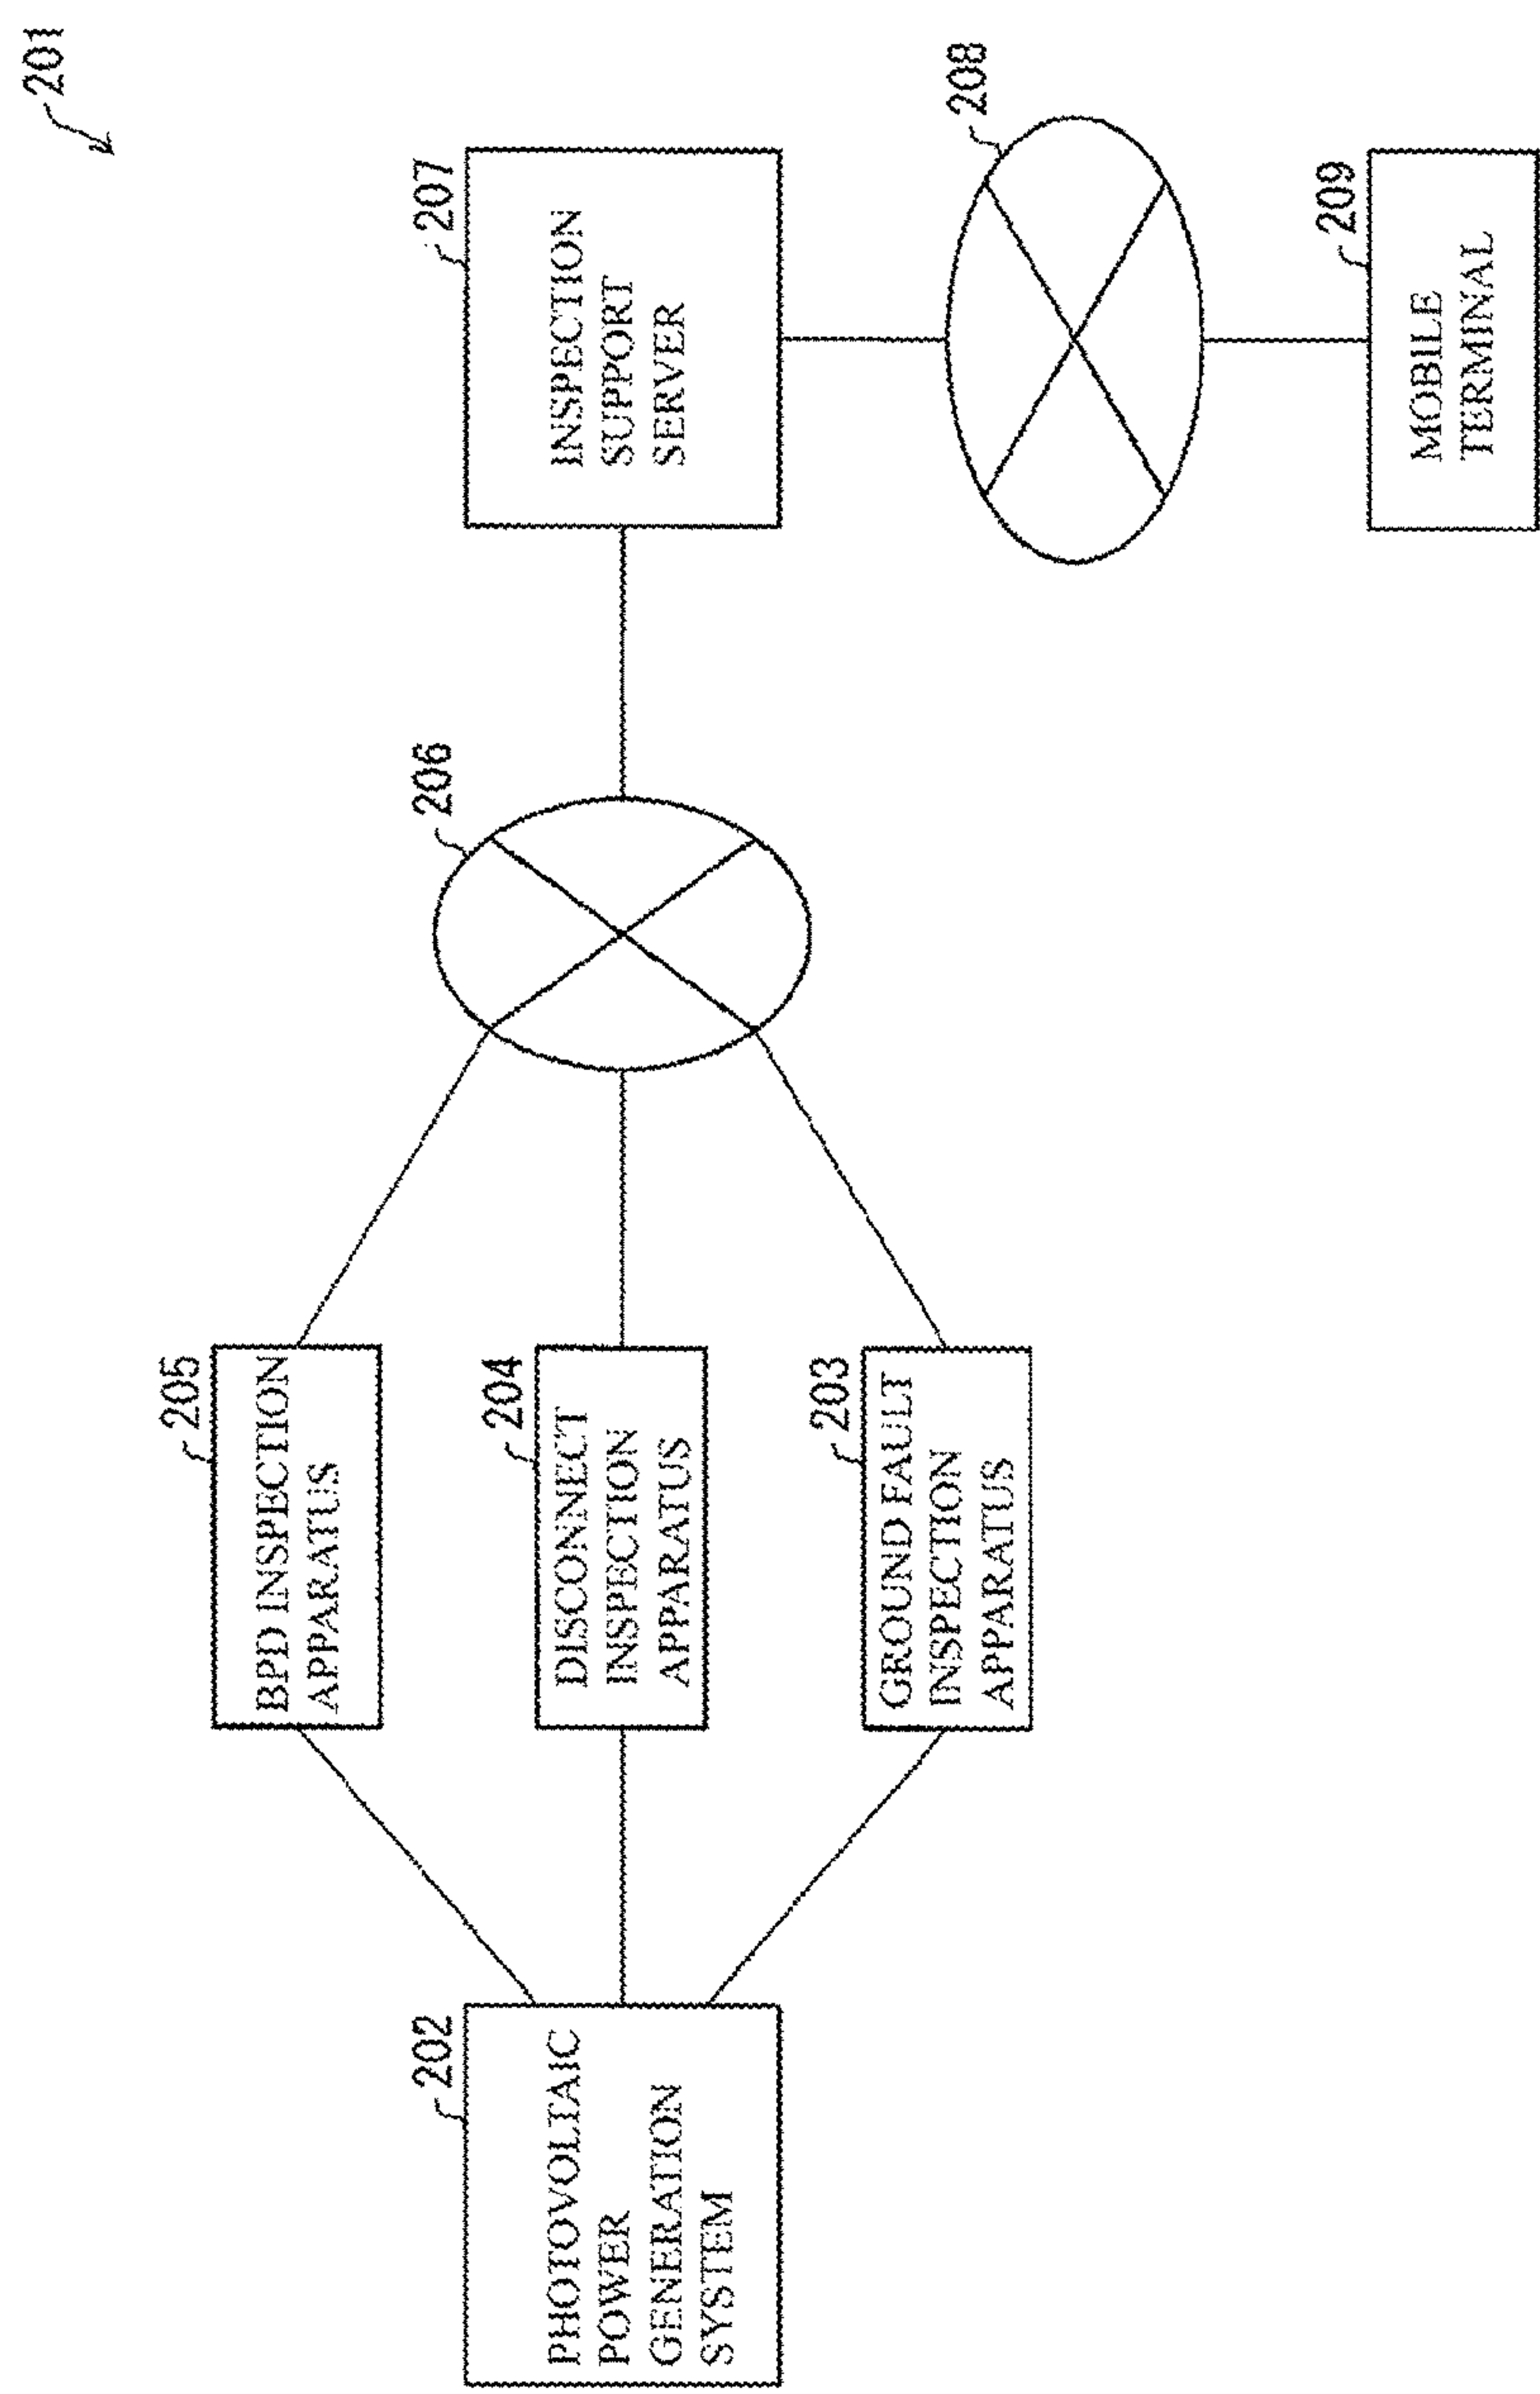 201
202
PHOTOVOLTAIC
POWER
GENERATION
SYSTEM
205
BPD INSPECTION
APPARATUS
204
DISCONNECT
INSPECTION
APPARATUS
203
GROUND FAULT
INSPECTION
APPARATUS
206
207
INSPECTION
SUPPORT
SERVER
208
209
MOBILE
TERMINAL